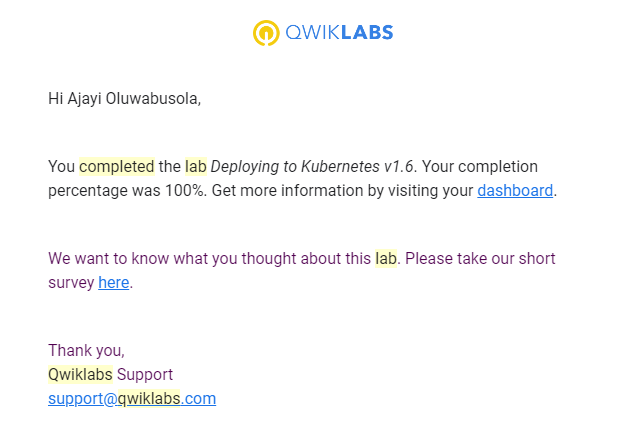 QWIKLABS
Hi Ajayi Oluwabusola,
You completed the lab Deploying to Kubernetes v1.6. Your completion
percentage was 100%. Get more information by visiting your dashboard.
We want to know what you thought about this lab. Please take our short
survey here.
Thank you,
Qwiklabs Support
support@qwiklabs.com